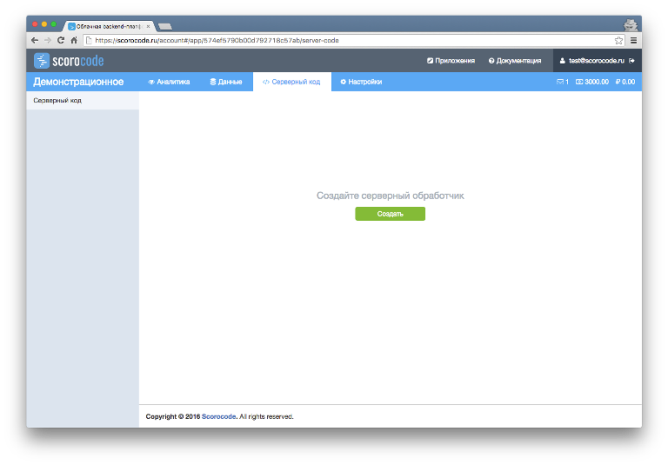 Облачная backend-плат
https://scorocode.ru/account#/app/574ef5790b00d792718c57ab/server-code
scorocode
Приложения Документация test@scorocode.ru
Демонстрационное Аналитика Данные </> Серверный код Настройки 1 3000.00 ₽ 0.00
Серверный код
Создайте серверный обработчик
Создать
Copyright © 2016 Scorocode. All rights reserved.